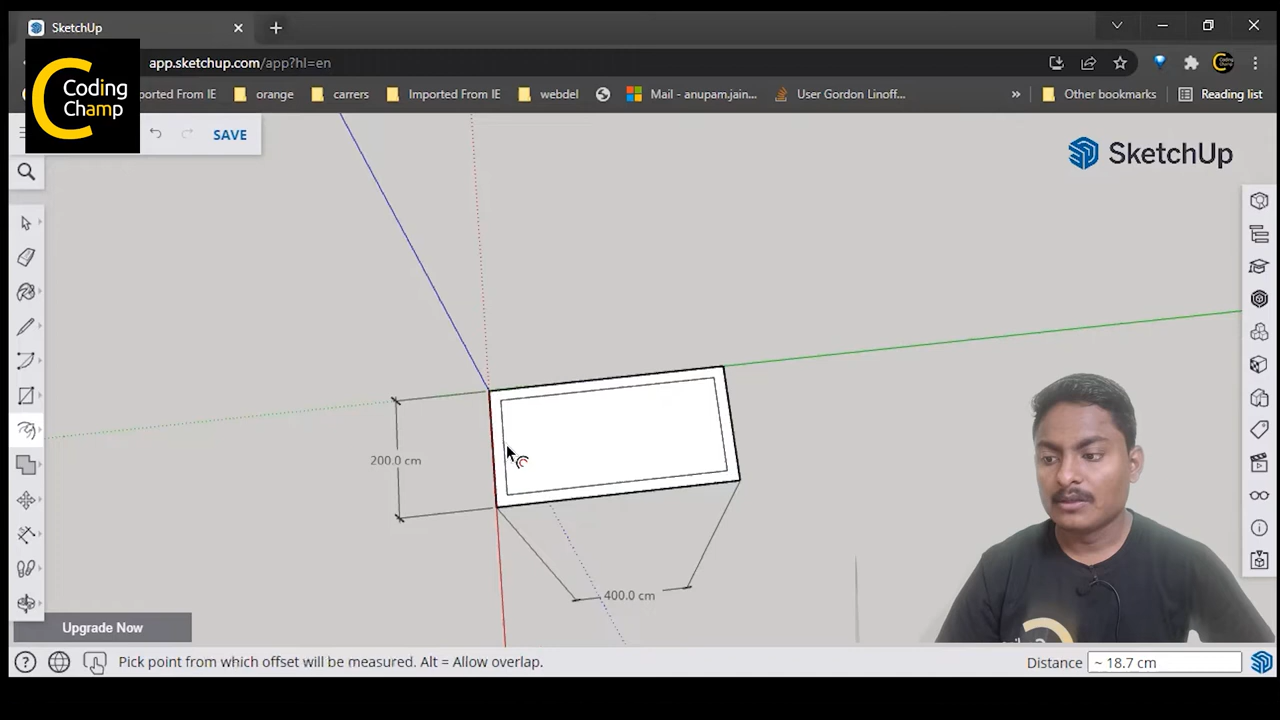 SketchUp
Coding
Champ
app.sketchup.com/app?hl=en
ported From IE
orange
carrers
Imported From IE
webdel
Mail - anupam.jain...
User Gordon Linoff...
»
Other bookmarks
Reading list
SAVE
SketchUp
200.0 cm
400.0 cm
Upgrade Now
Pick point from which offset will be measured. Alt = Allow overlap.
Distance
~ 18.7 cm